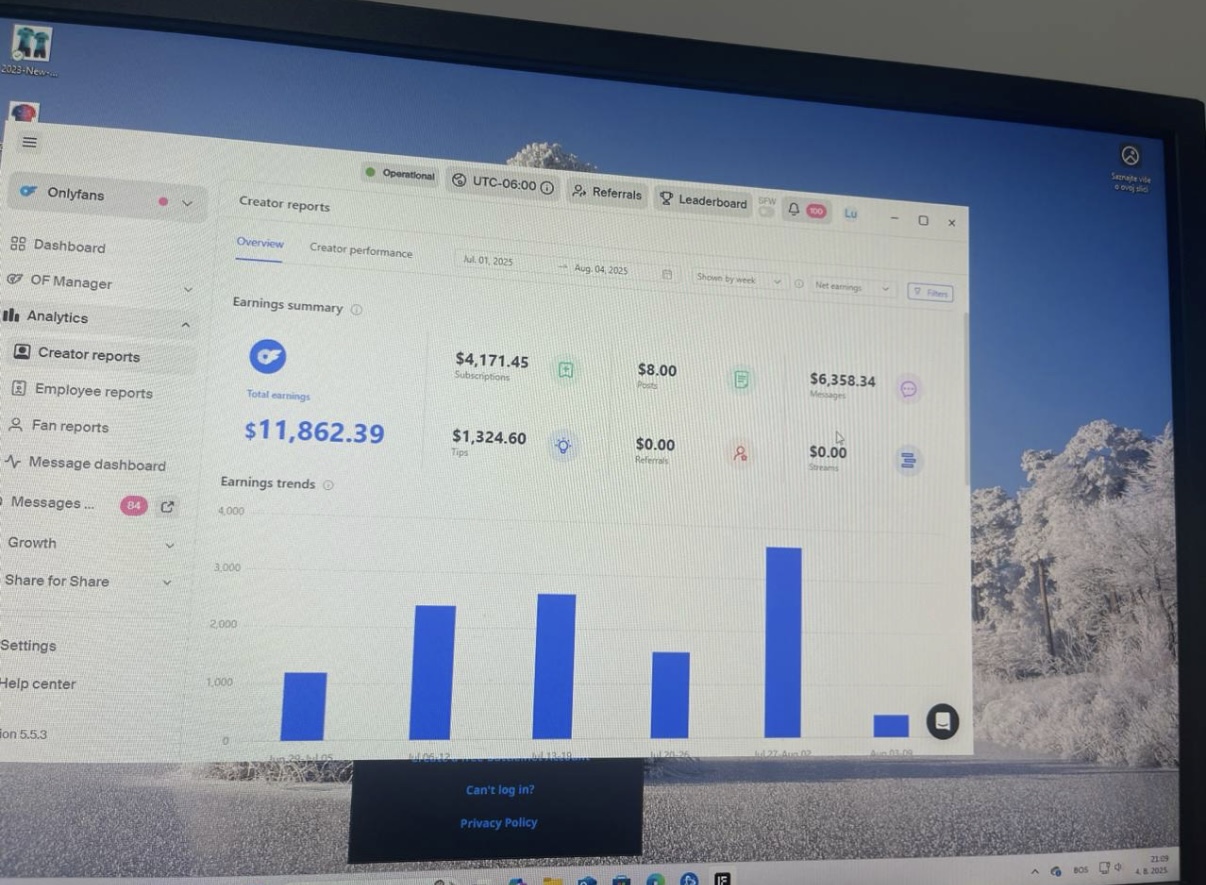 2023-New-...
Operational
UTC-06:00
Referrals
Leaderboard
SFW
100
Lu
Onlyfans
Dashboard
OF Manager
Analytics
Creator reports
Employee reports
Fan reports
Message dashboard
Messages ...
84
Growth
Share for Share
Settings
Help center
ion 5.5.3
Creator reports
Overview
Creator performance
Jul. 01, 2025 → Aug. 04, 2025
Shown by week
Net earnings
Filters
Earnings summary
Total earnings
$11,862.39
$4,171.45
Subscriptions
$8.00
Posts
$6,358.34
Messages
$1,324.60
Tips
$0.00
Referrals
$0.00
Streams
Earnings trends
4,000
3,000
2,000
1,000
0
Jun 29-Jul 05
Jul 06-12
Jul 13-19
Jul 20-26
Jul 27-Aug 02
Aug 03-09
Can't log in?
Privacy Policy
Saznajte više
o ovoj slici
BOS
21:09
4. 8. 2025.